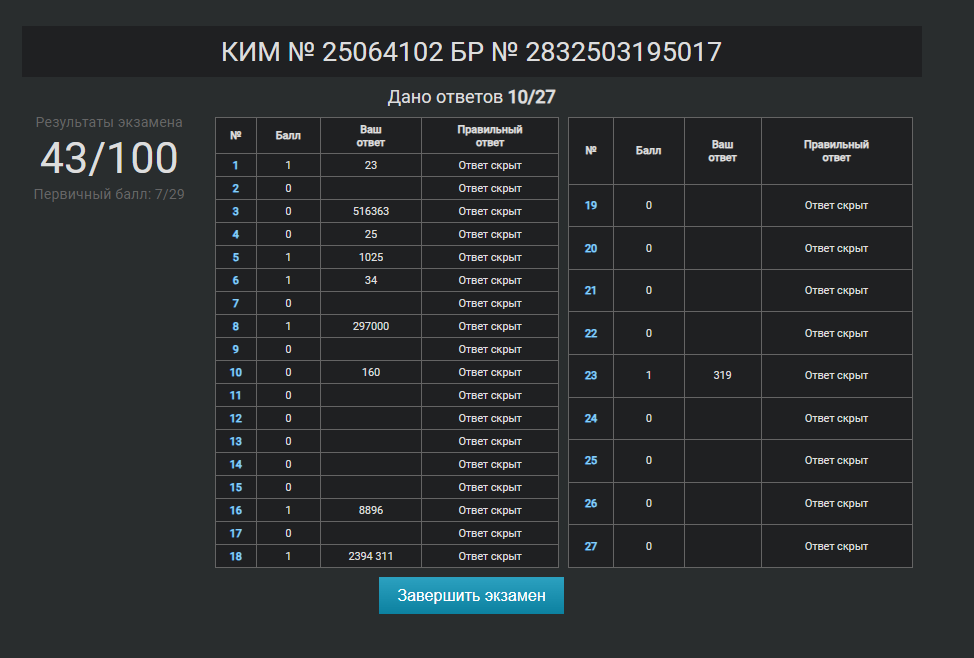 КИМ № 25064102 БР № 2832503195017
Дано ответов 10/27
Результаты экзамена
43/100
Первичный балл: 7/29
№ Балл Ваш ответ Правильный ответ
1 1 23 Ответ скрыт
2 0 Ответ скрыт
3 0 516363 Ответ скрыт
4 0 25 Ответ скрыт
5 1 1025 Ответ скрыт
6 1 34 Ответ скрыт
7 0 Ответ скрыт
8 1 297000 Ответ скрыт
9 0 Ответ скрыт
10 0 160 Ответ скрыт
11 0 Ответ скрыт
12 0 Ответ скрыт
13 0 Ответ скрыт
14 0 Ответ скрыт
15 0 Ответ скрыт
16 1 8896 Ответ скрыт
17 0 Ответ скрыт
18 1 2394 311 Ответ скрыт
№ Балл Ваш ответ Правильный ответ
19 0 Ответ скрыт
20 0 Ответ скрыт
21 0 Ответ скрыт
22 0 Ответ скрыт
23 1 319 Ответ скрыт
24 0 Ответ скрыт
25 0 Ответ скрыт
26 0 Ответ скрыт
27 0 Ответ скрыт
Завершить экзамен